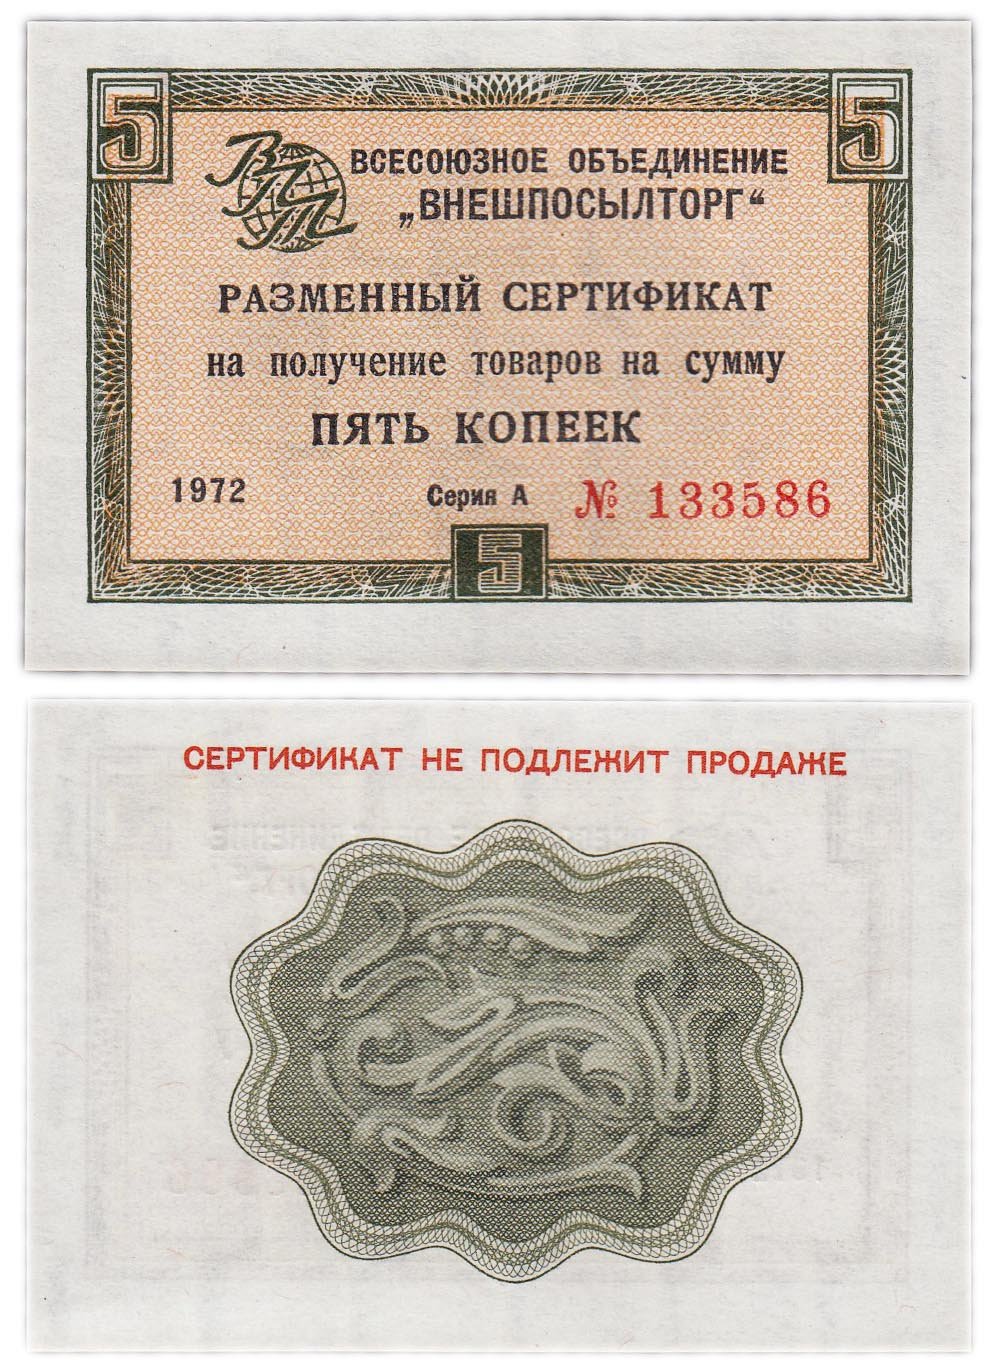 5 5
ВПТ
ВСЕСОЮЗНОЕ ОБЪЕДИНЕНИЕ
„ВНЕШПОСЫЛТОРГ“
РАЗМЕННЫЙ СЕРТИФИКАТ
на получение товаров на сумму
ПЯТЬ КОПЕЕК
1972 Серия А № 133586
5
СЕРТИФИКАТ НЕ ПОДЛЕЖИТ ПРОДАЖЕ